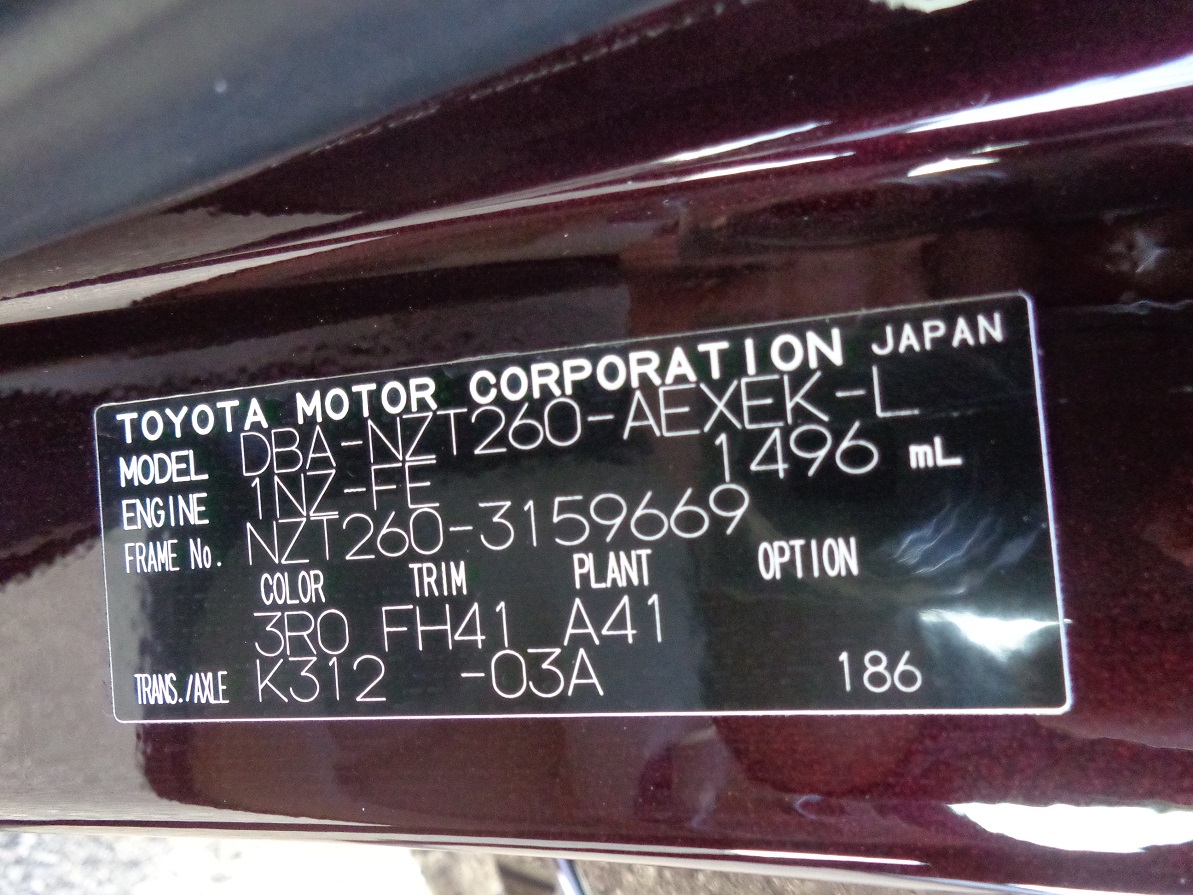 TOYOTA MOTOR CORPORATION JAPAN
MODEL DBA-NZT260-AEXEK-L
ENGINE 1NZ-FE 1496 mL
FRAME No. NZT260-3159669
COLOR TRIM PLANT OPTION
3R0 FH41 A41
TRANS./AXLE K312 -03A 186